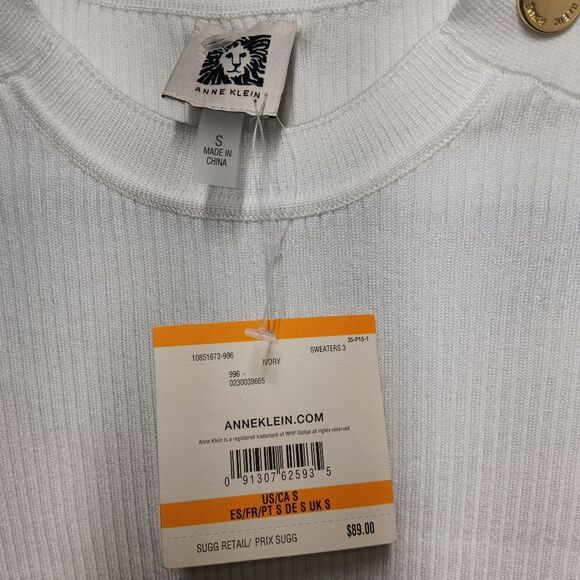 ANNE KLEIN
S
MADE IN
CHINA
35-P15-1
10851673-996 IVORY SWEATERS 3
996 -
0230039665
ANNEKLEIN.COM
Anne Klein is a registered trademark of WHP Global all rights reserved
0 91307 62593 5
US/CA S
ES/FR/PT S DE S UK S
$89.00
SUGG RETAIL/ PRIX SUGG